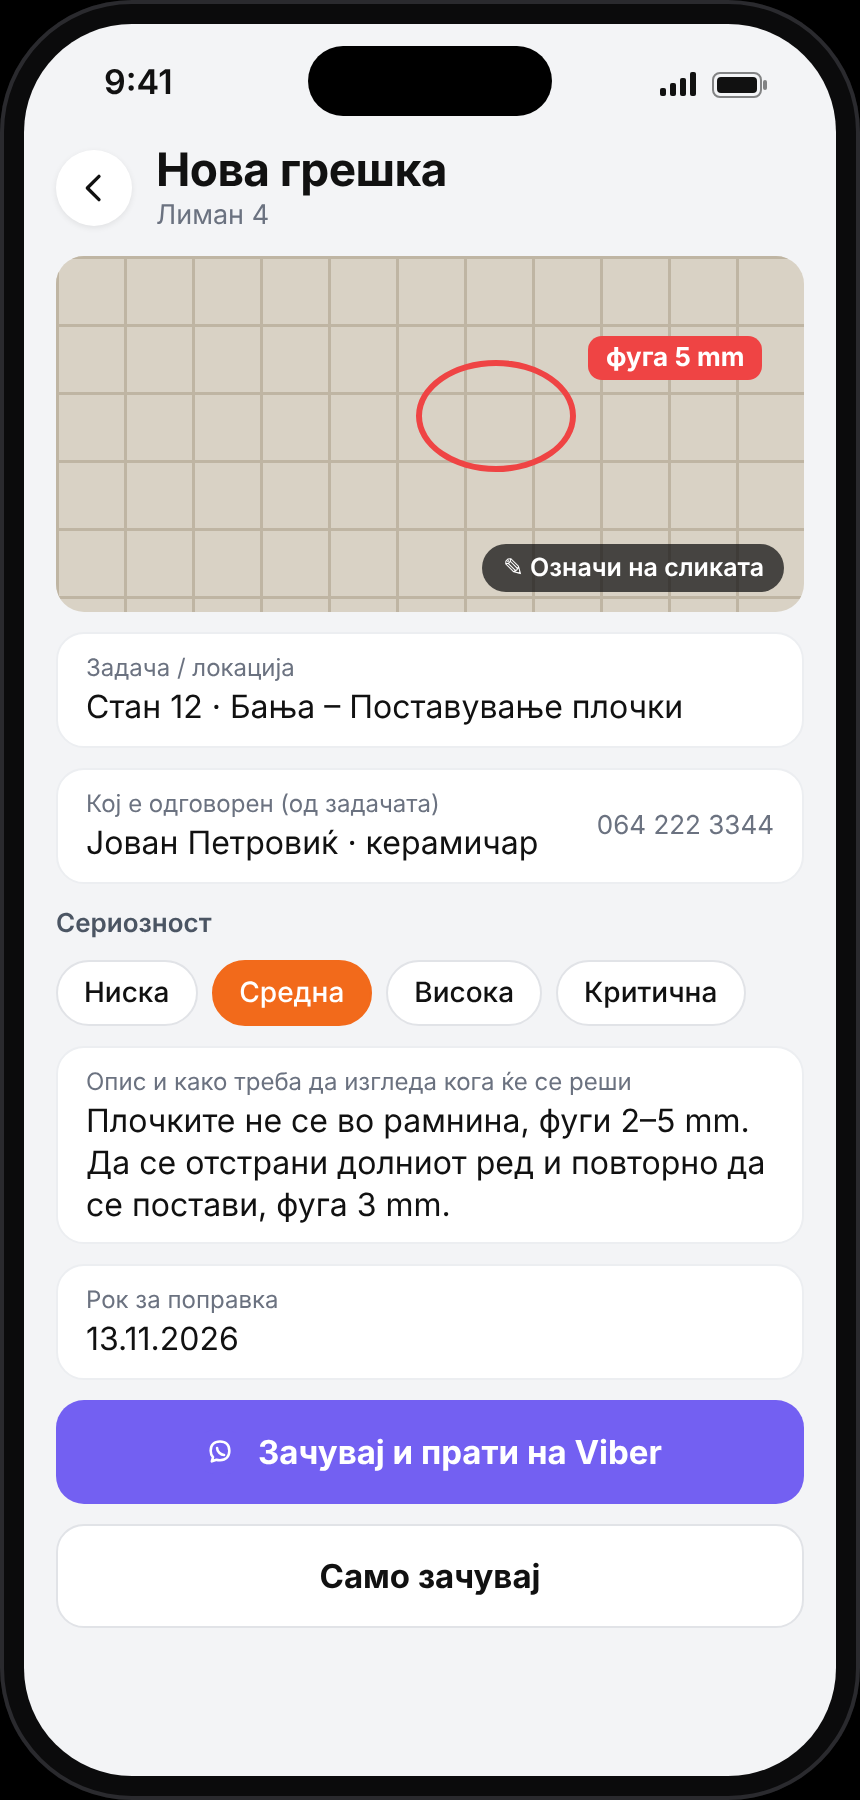 9:41
Нова грешка
Лиман 4
фуга 5 mm
✎ Означи на сликата
Задача / локација
Стан 12 · Бања – Поставување плочки
Кој е одговорен (од задачата)
Јован Петровиќ · керамичар
064 222 3344
Сериозност
Ниска
Средна
Висока
Критична
Опис и како треба да изгледа кога ќе се реши
Плочките не се во рамнина, фуги 2–5 mm.
Да се отстрани долниот ред и повторно да
се постави, фуга 3 mm.
Рок за поправка
13.11.2026
Зачувај и прати на Viber
Само зачувај